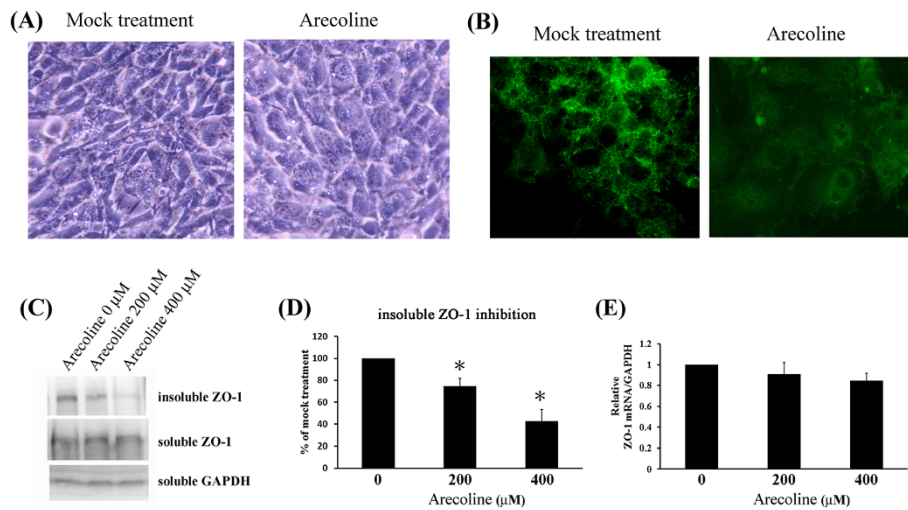 (A)
Mock treatment
Arecoline
(B)
Mock treatment
Arecoline
(C)
Arecoline 0 μM
Arecoline 200 μM
Arecoline 400 μM
insoluble ZO-1
soluble ZO-1
soluble GAPDH
(D)
insoluble ZO-1 inhibition
% of mock treatment
120
100
80
60
40
20
0
*
*
0
200
400
Arecoline (μM)
(E)
Relative
ZO-1 mRNA/GAPDH
1.2
1
0.8
0.6
0.4
0.2
0
0
200
400
Arecoline (μM)